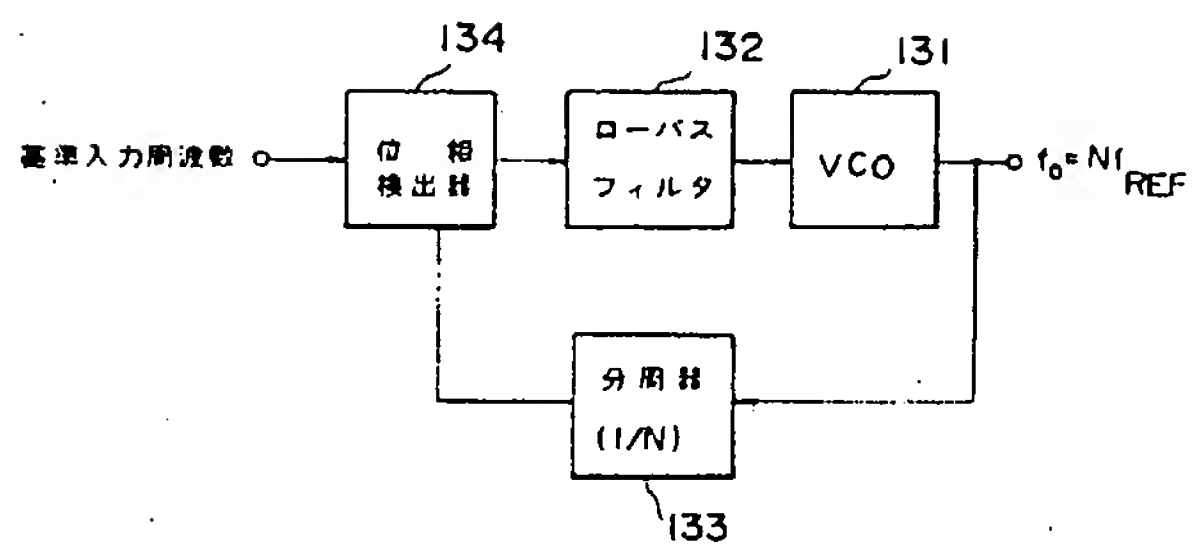 134
132
131
基準入力周波数
位相
検出器
ローパス
フィルタ
VCO
f₀=Nf_REF
分周器
(1/N)
133